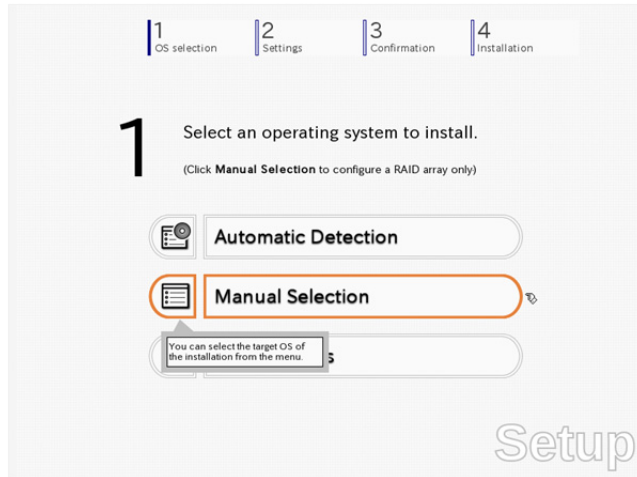 1
OS selection
2
Settings
3
Confirmation
4
Installation
1
Select an operating system to install.
(Click Manual Selection to configure a RAID array only)
Automatic Detection
Manual Selection
You can select the target OS of
the installation from the menu.
Setup